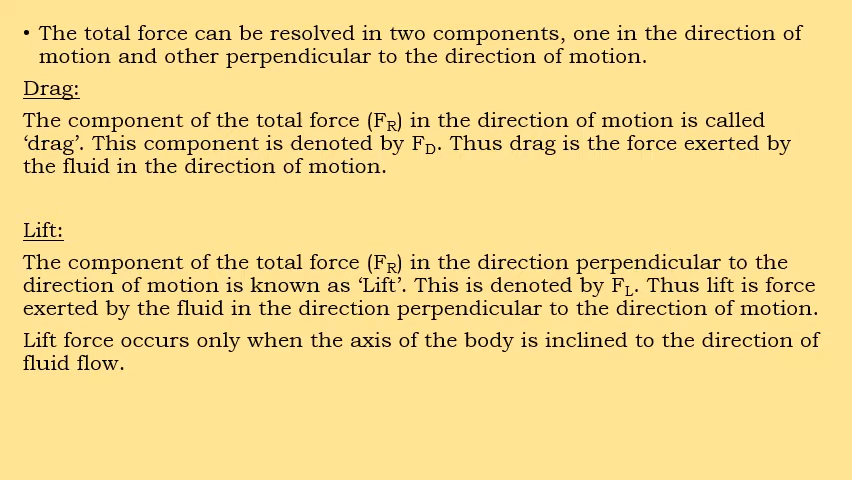 • The total force can be resolved in two components, one in the direction of
motion and other perpendicular to the direction of motion.
Drag:
The component of the total force (FR) in the direction of motion is called
‘drag’. This component is denoted by FD. Thus drag is the force exerted by
the fluid in the direction of motion.
Lift:
The component of the total force (FR) in the direction perpendicular to the
direction of motion is known as ‘Lift’. This is denoted by FL. Thus lift is force
exerted by the fluid in the direction perpendicular to the direction of motion.
Lift force occurs only when the axis of the body is inclined to the direction of
fluid flow.